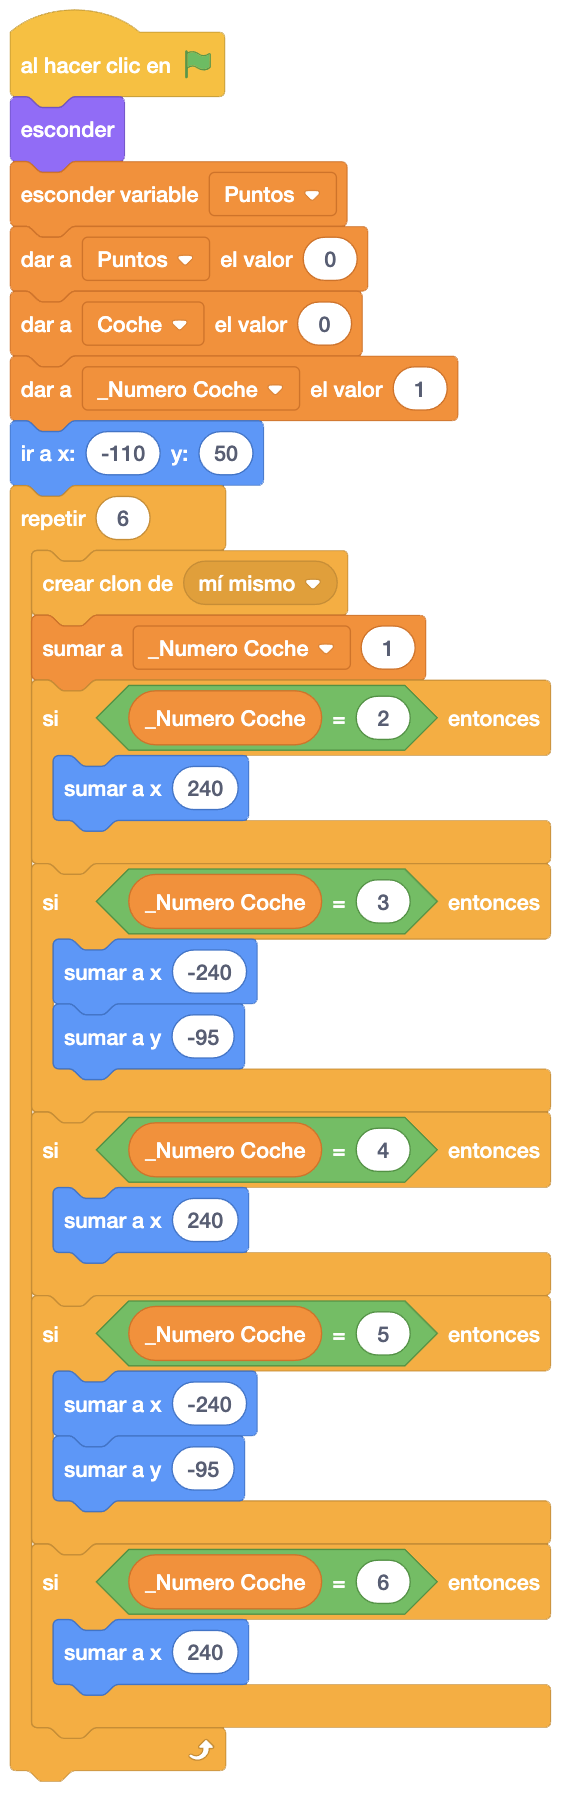 al hacer clic en
esconder
esconder variable Puntos
dar a Puntos el valor 0
dar a Coche el valor 0
dar a _Numero Coche el valor 1
ir a x: -110 y: 50
repetir 6
crear clon de mí mismo
sumar a _Numero Coche 1
si _Numero Coche = 2 entonces
sumar a x 240
si _Numero Coche = 3 entonces
sumar a x -240
sumar a y -95
si _Numero Coche = 4 entonces
sumar a x 240
si _Numero Coche = 5 entonces
sumar a x -240
sumar a y -95
si _Numero Coche = 6 entonces
sumar a x 240